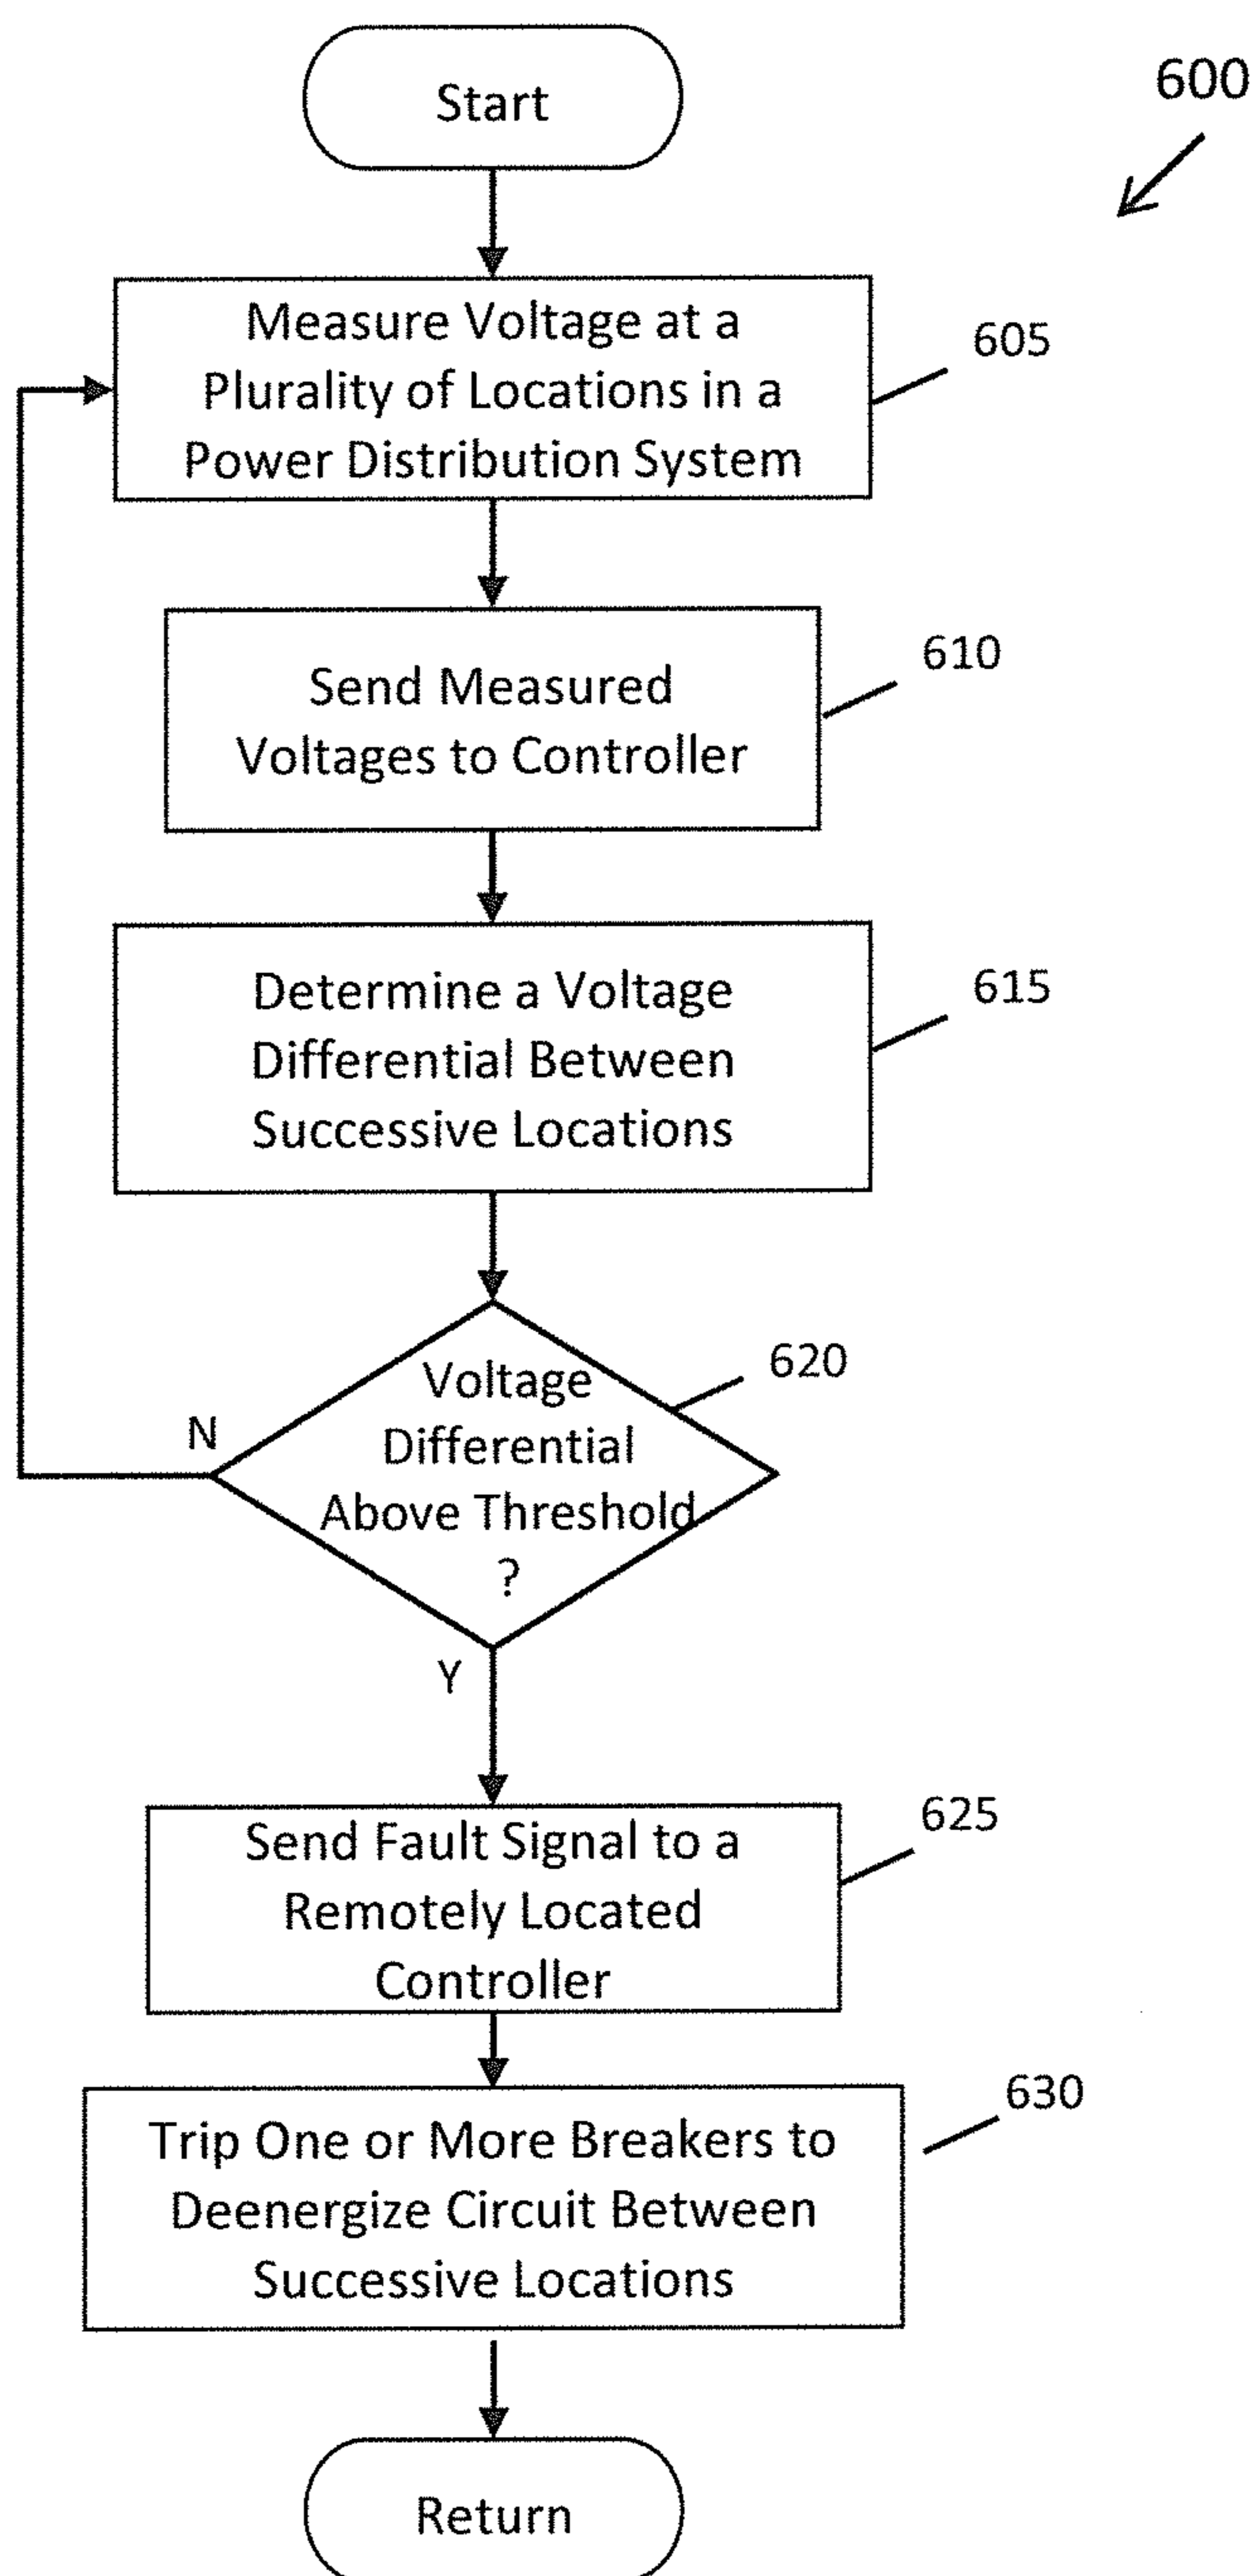 Start
600
Measure Voltage at a
Plurality of Locations in a
Power Distribution System
605
Send Measured
Voltages to Controller
610
Determine a Voltage
Differential Between
Successive Locations
615
Voltage
Differential
Above Threshold
?
620
N
Y
Send Fault Signal to a
Remotely Located
Controller
625
Trip One or More Breakers to
Deenergize Circuit Between
Successive Locations
630
Return